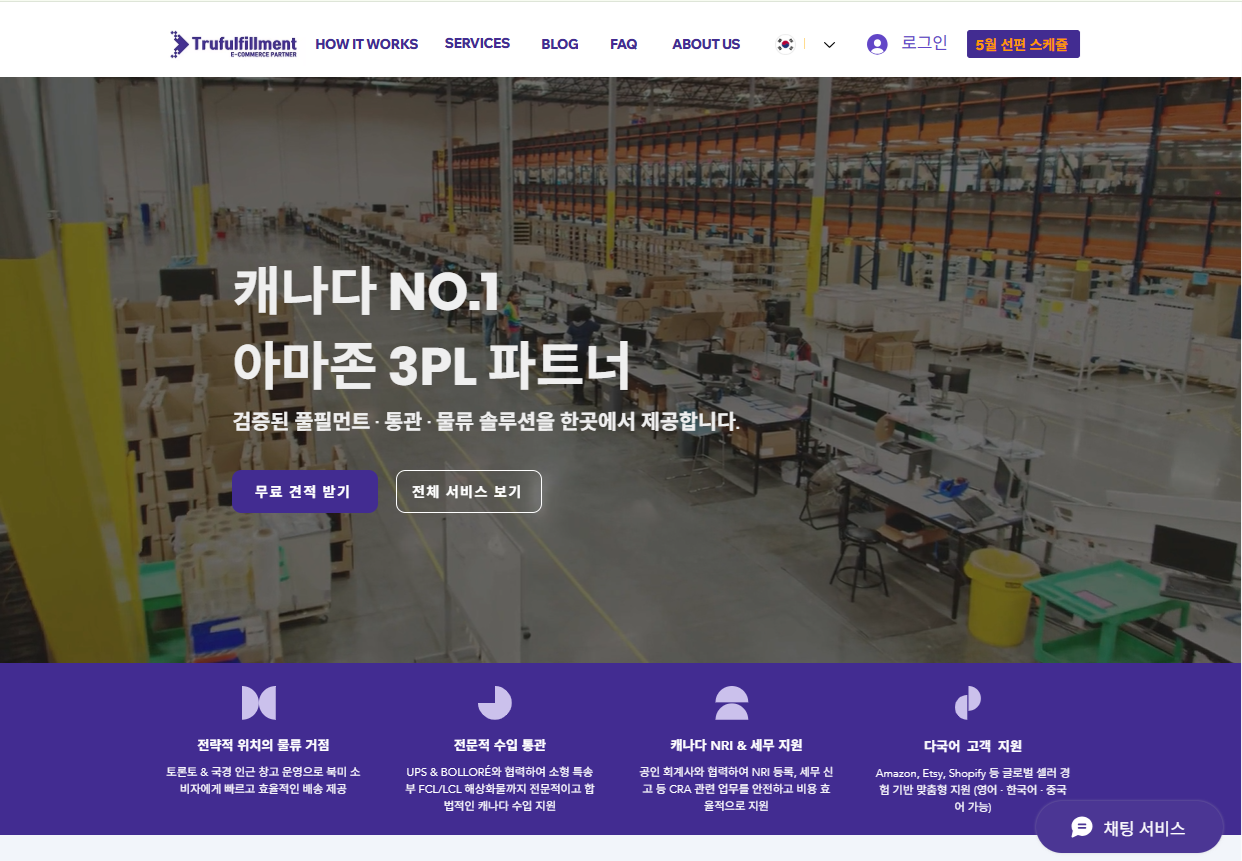 Trufulfillment
E-COMMERCE PARTNER
HOW IT WORKS
SERVICES
BLOG
FAQ
ABOUT US
로그인
5월 선편 스케쥴
캐나다 NO.1
아마존 3PL 파트너
검증된 풀필먼트 · 통관 · 물류 솔루션을 한곳에서 제공합니다.
무료 견적 받기
전체 서비스 보기
전략적 위치의 물류 거점
토론토 & 국경 인근 창고 운영으로 북미 소
비자에게 빠르고 효율적인 배송 제공
전문적 수입 통관
UPS & BOLLORÉ와 협력하여 소형 특송
부 FCL/LCL 해상화물까지 전문적이고 합
법적인 캐나다 수입 지원
캐나다 NRI & 세무 지원
공인 회계사와 협력하여 NRI 등록, 세무 신
고 등 CRA 관련 업무를 안전하고 비용 효
율적으로 지원
다국어 고객 지원
Amazon, Etsy, Shopify 등 글로벌 셀러 경
험 기반 맞춤형 지원 (영어 · 한국어 · 중국
어 가능)
채팅 서비스